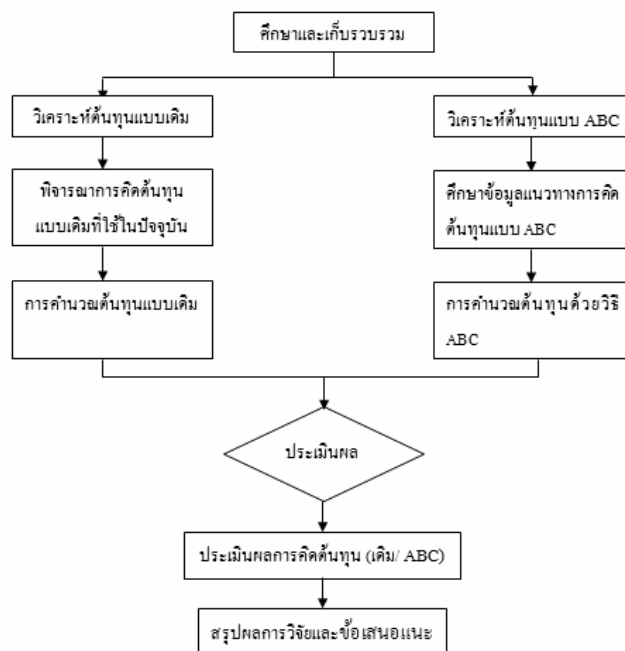 ศึกษาและเก็บรวบรวม
วิเคราะห์ต้นทุนแบบเดิม
วิเคราะห์ต้นทุนแบบ ABC
พิจารณาการคิดต้นทุน
แบบเดิมที่ใช้ในปัจจุบัน
ศึกษาข้อมูลแนวทางการคิด
ต้นทุนแบบ ABC
การคำนวณต้นทุนแบบเดิม
การคำนวณต้นทุนด้วยวิธี
ABC
ประเมินผล
ประเมินผลการคิดต้นทุน (เดิม/ ABC)
สรุปผลการวิจัยและข้อเสนอแนะ